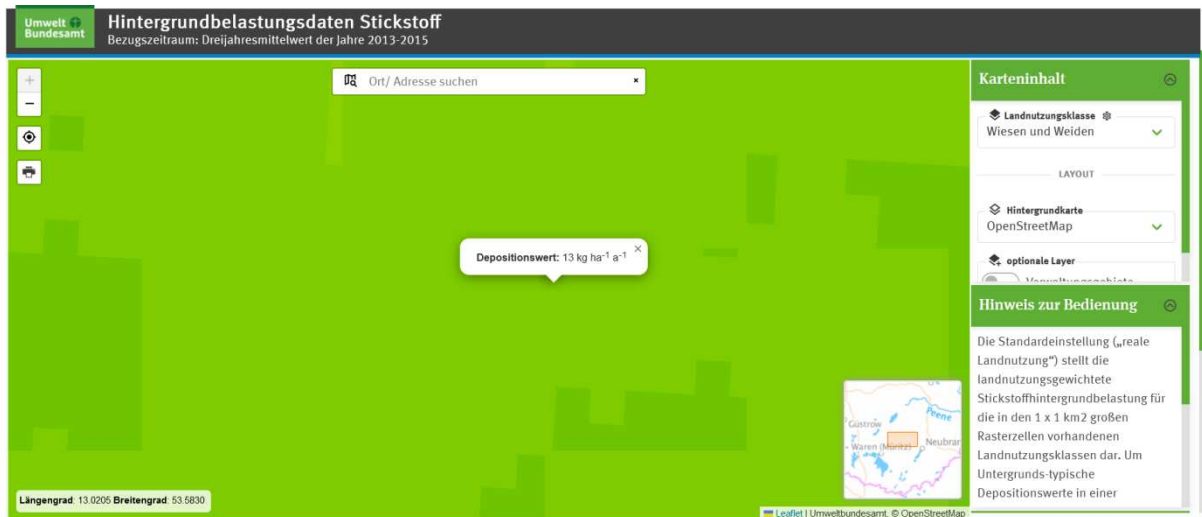 Umwelt
Bundesamt
Hintergrundbelastungsdaten Stickstoff
Bezugszeitraum: Dreijahresmittelwert der Jahre 2013-2015
+
−
Ort/ Adresse suchen ×
Depositionswert: 13 kg ha⁻¹ a⁻¹ ×
Karteninhalt
Landnutzungsklasse
Wiesen und Weiden
LAYOUT
Hintergrundkarte
OpenStreetMap
optionale Layer
Verwaltungsgebiete
Hinweis zur Bedienung
Die Standardeinstellung („reale
Landnutzung“) stellt die
landnutzungsgewichtete
Stickstoffhintergrundbelastung für
die in den 1 x 1 km2 großen
Rasterzellen vorhandenen
Landnutzungsklassen dar. Um
Untergrunds-typische
Depositionswerte in einer
Peene
Güstrow
Waren (Müritz)
Neubran
Längengrad: 13.0205 Breitengrad: 53.5830
Leaflet | Umweltbundesamt, © OpenStreetMap